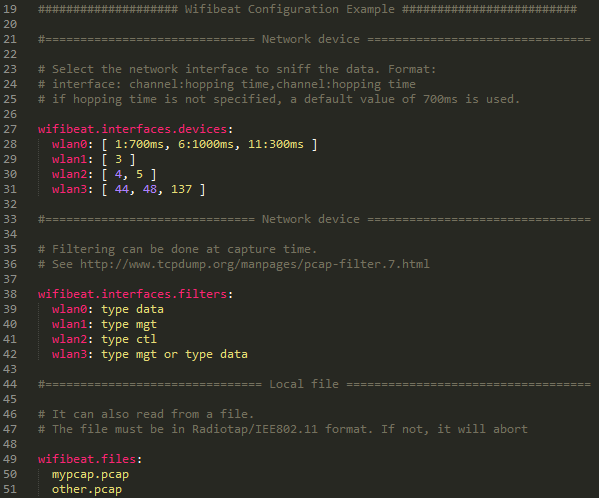 19 #################### Wifibeat Configuration Example #########################
20
21 #============================== Network device ================================
22
23 # Select the network interface to sniff the data. Format:
24 # interface: channel:hopping time,channel:hopping time
25 # if hopping time is not specified, a default value of 700ms is used.
26
27 wifibeat.interfaces.devices:
28   wlan0: [ 1:700ms, 6:1000ms, 11:300ms ]
29   wlan1: [ 3 ]
30   wlan2: [ 4, 5 ]
31   wlan3: [ 44, 48, 137 ]
32
33 #============================== Network device ================================
34
35 # Filtering can be done at capture time.
36 # See http://www.tcpdump.org/manpages/pcap-filter.7.html
37
38 wifibeat.interfaces.filters:
39   wlan0: type data
40   wlan1: type mgt
41   wlan2: type ctl
42   wlan3: type mgt or type data
43
44 #=============================== Local file ===================================
45
46 # It can also read from a file.
47 # The file must be in Radiotap/IEE802.11 format. If not, it will abort
48
49 wifibeat.files:
50   mypcap.pcap
51   other.pcap